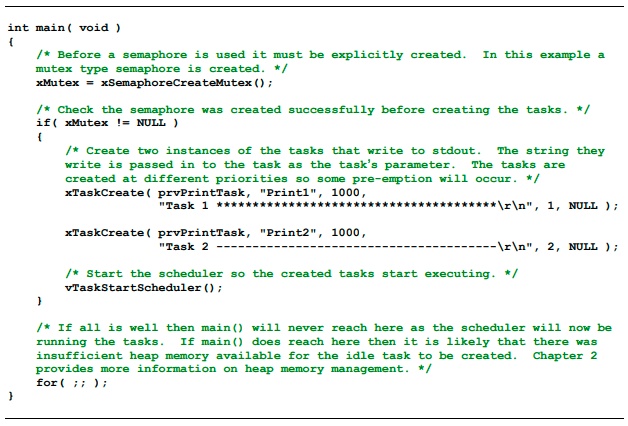 int main( void )
{
/* Before a semaphore is used it must be explicitly created.  In this example a
mutex type semaphore is created. */
xMutex = xSemaphoreCreateMutex();
/* Check the semaphore was created successfully before creating the tasks. */
if( xMutex != NULL )
{
/* Create two instances of the tasks that write to stdout.  The string they
write is passed in to the task as the task's parameter.  The tasks are
created at different priorities so some pre-emption will occur. */
xTaskCreate( prvPrintTask, "Print1", 1000,
"Task 1 ***************************************\r\n", 1, NULL );
xTaskCreate( prvPrintTask, "Print2", 1000,
"Task 2 ---------------------------------------\r\n", 2, NULL );
/* Start the scheduler so the created tasks start executing. */
vTaskStartScheduler();
}
/* If all is well then main() will never reach here as the scheduler will now be
running the tasks.  If main() does reach here then it is likely that there was
insufficient heap memory available for the idle task to be created.  Chapter 2
provides more information on heap memory management. */
for( ;; );
}